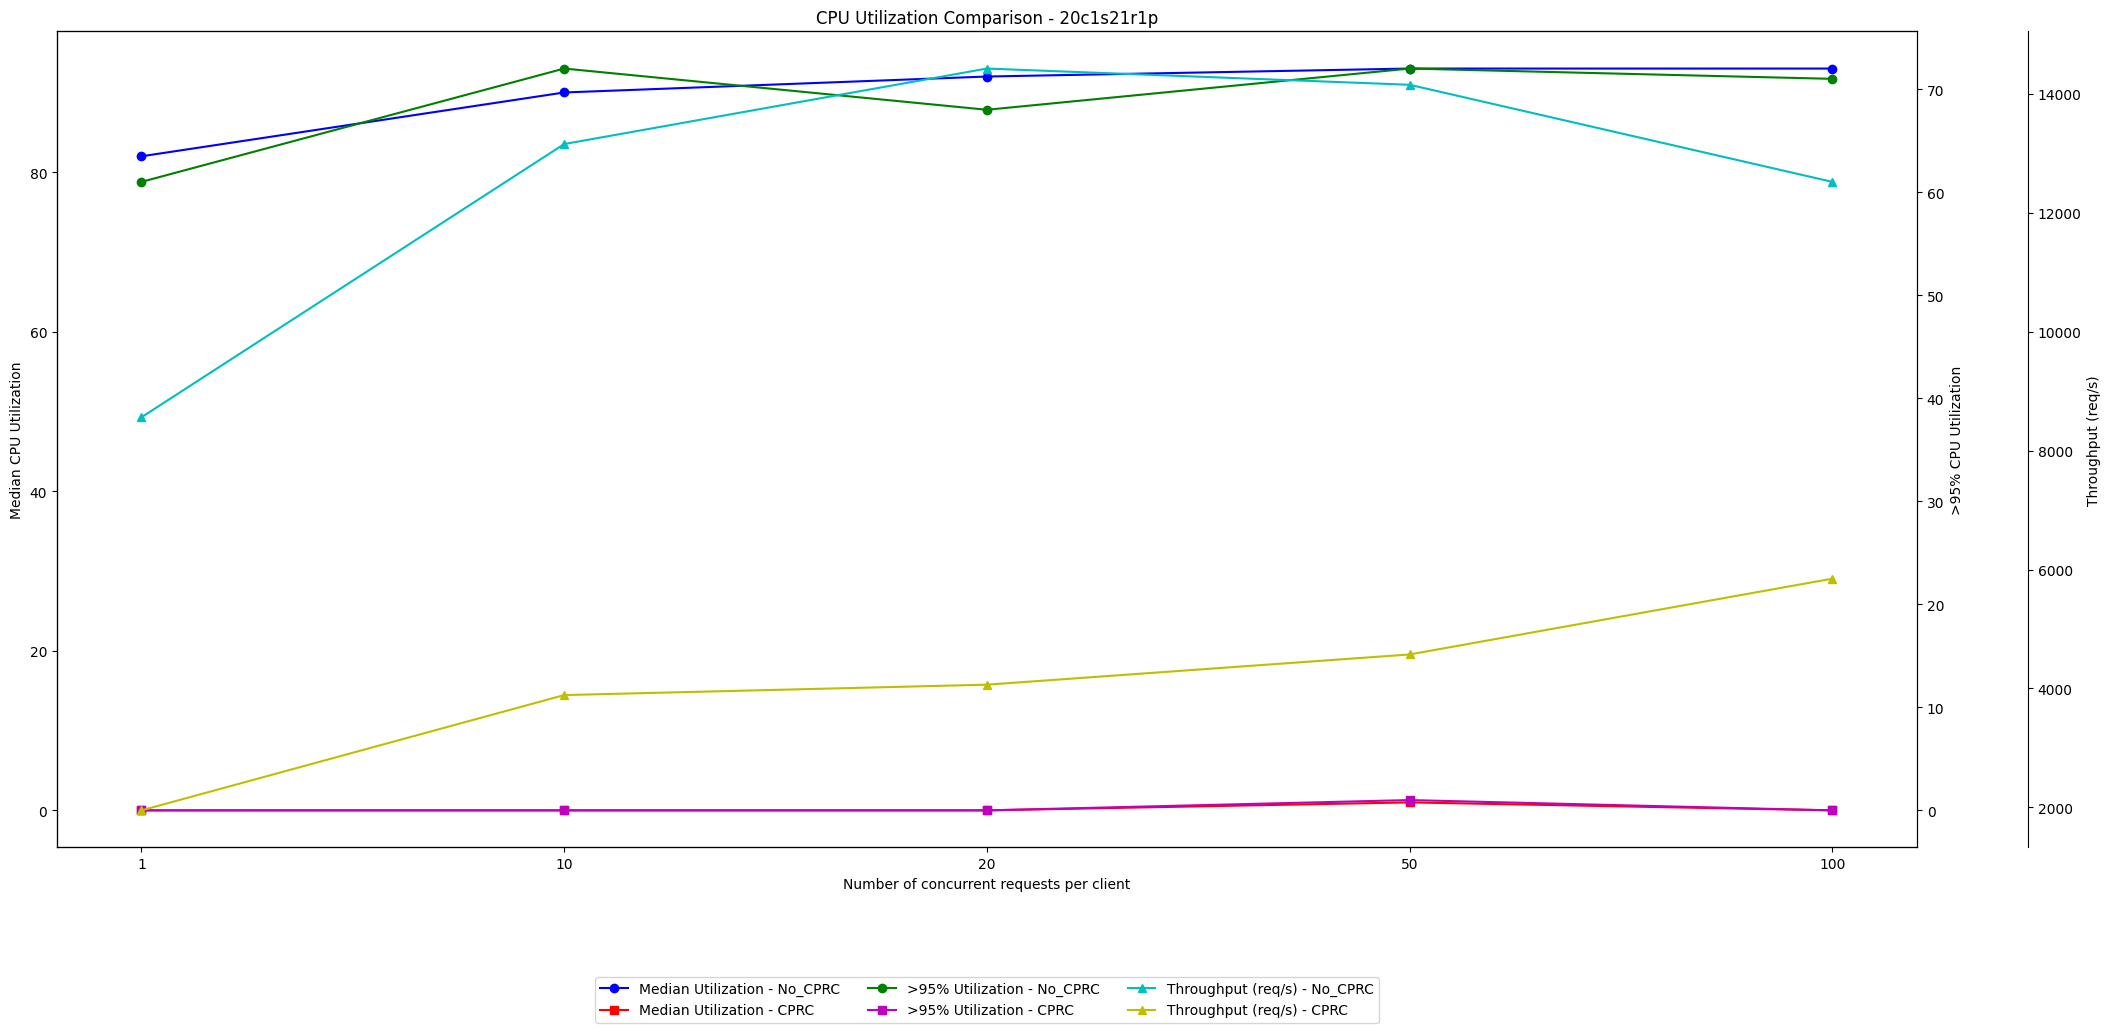 CPU Utilization Comparison - 20c1s21r1p
Median CPU Utilization
80
60
40
20
0
>95% CPU Utilization
70
60
50
40
30
20
10
0
Throughput (req/s)
14000
12000
10000
8000
6000
4000
2000
1 10 20 50 100
Number of concurrent requests per client
Median Utilization - No_CPRC >95% Utilization - No_CPRC Throughput (req/s) - No_CPRC
Median Utilization - CPRC >95% Utilization - CPRC Throughput (req/s) - CPRC